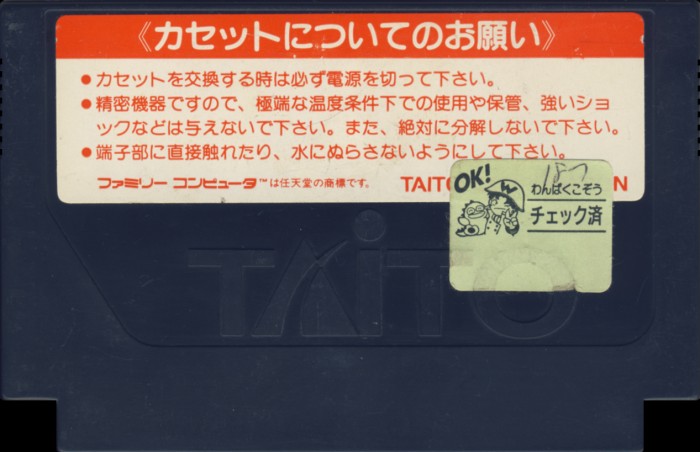 《カセットについてのお願い》
●カセットを交換する時は必ず電源を切って下さい。
●精密機器ですので、極端な温度条件下での使用や保管、強いショ
ックなどは与えないで下さい。また、絶対に分解しないで下さい。
●端子部に直接触れたり、水にぬらさないようにして下さい。
ファミリー コンピュータ™は任天堂の商標です。
TAITO
OK!
W
わんぱくこぞう
チェック済
TAITO